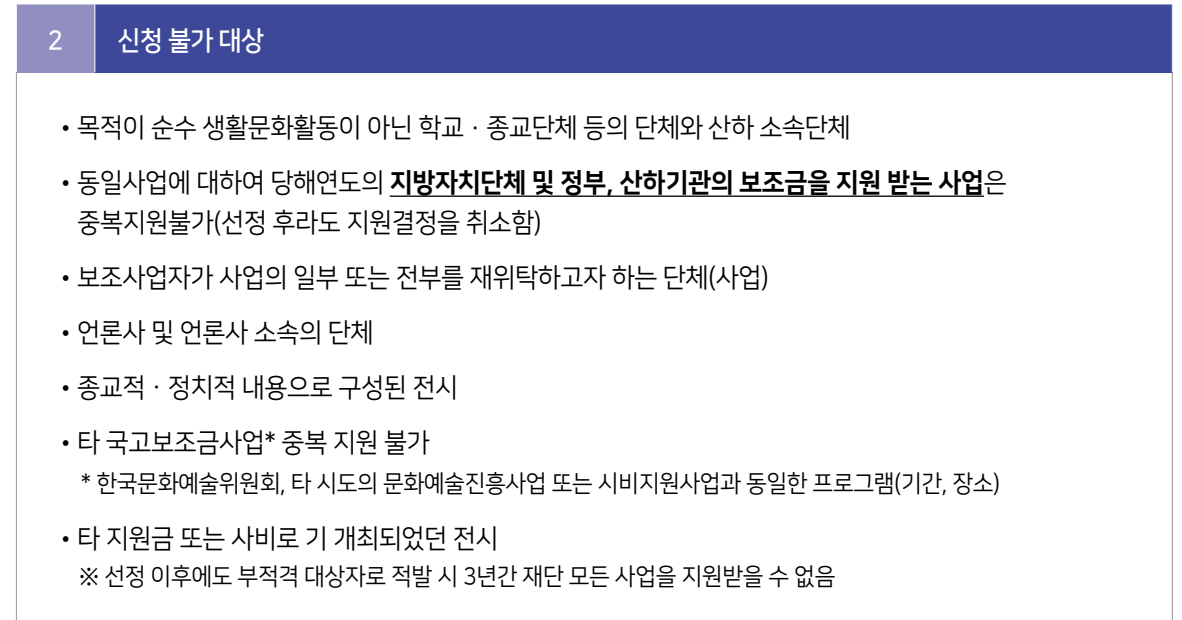 2 신청 불가 대상
• 목적이 순수 생활문화활동이 아닌 학교 · 종교단체 등의 단체와 산하 소속단체
• 동일사업에 대하여 당해연도의 지방자치단체 및 정부, 산하기관의 보조금을 지원 받는 사업은
중복지원불가(선정 후라도 지원결정을 취소함)
• 보조사업자가 사업의 일부 또는 전부를 재위탁하고자 하는 단체(사업)
• 언론사 및 언론사 소속의 단체
• 종교적 · 정치적 내용으로 구성된 전시
• 타 국고보조금사업* 중복 지원 불가
* 한국문화예술위원회, 타 시도의 문화예술진흥사업 또는 시비지원사업과 동일한 프로그램(기간, 장소)
• 타 지원금 또는 사비로 기 개최되었던 전시
※ 선정 이후에도 부적격 대상자로 적발 시 3년간 재단 모든 사업을 지원받을 수 없음